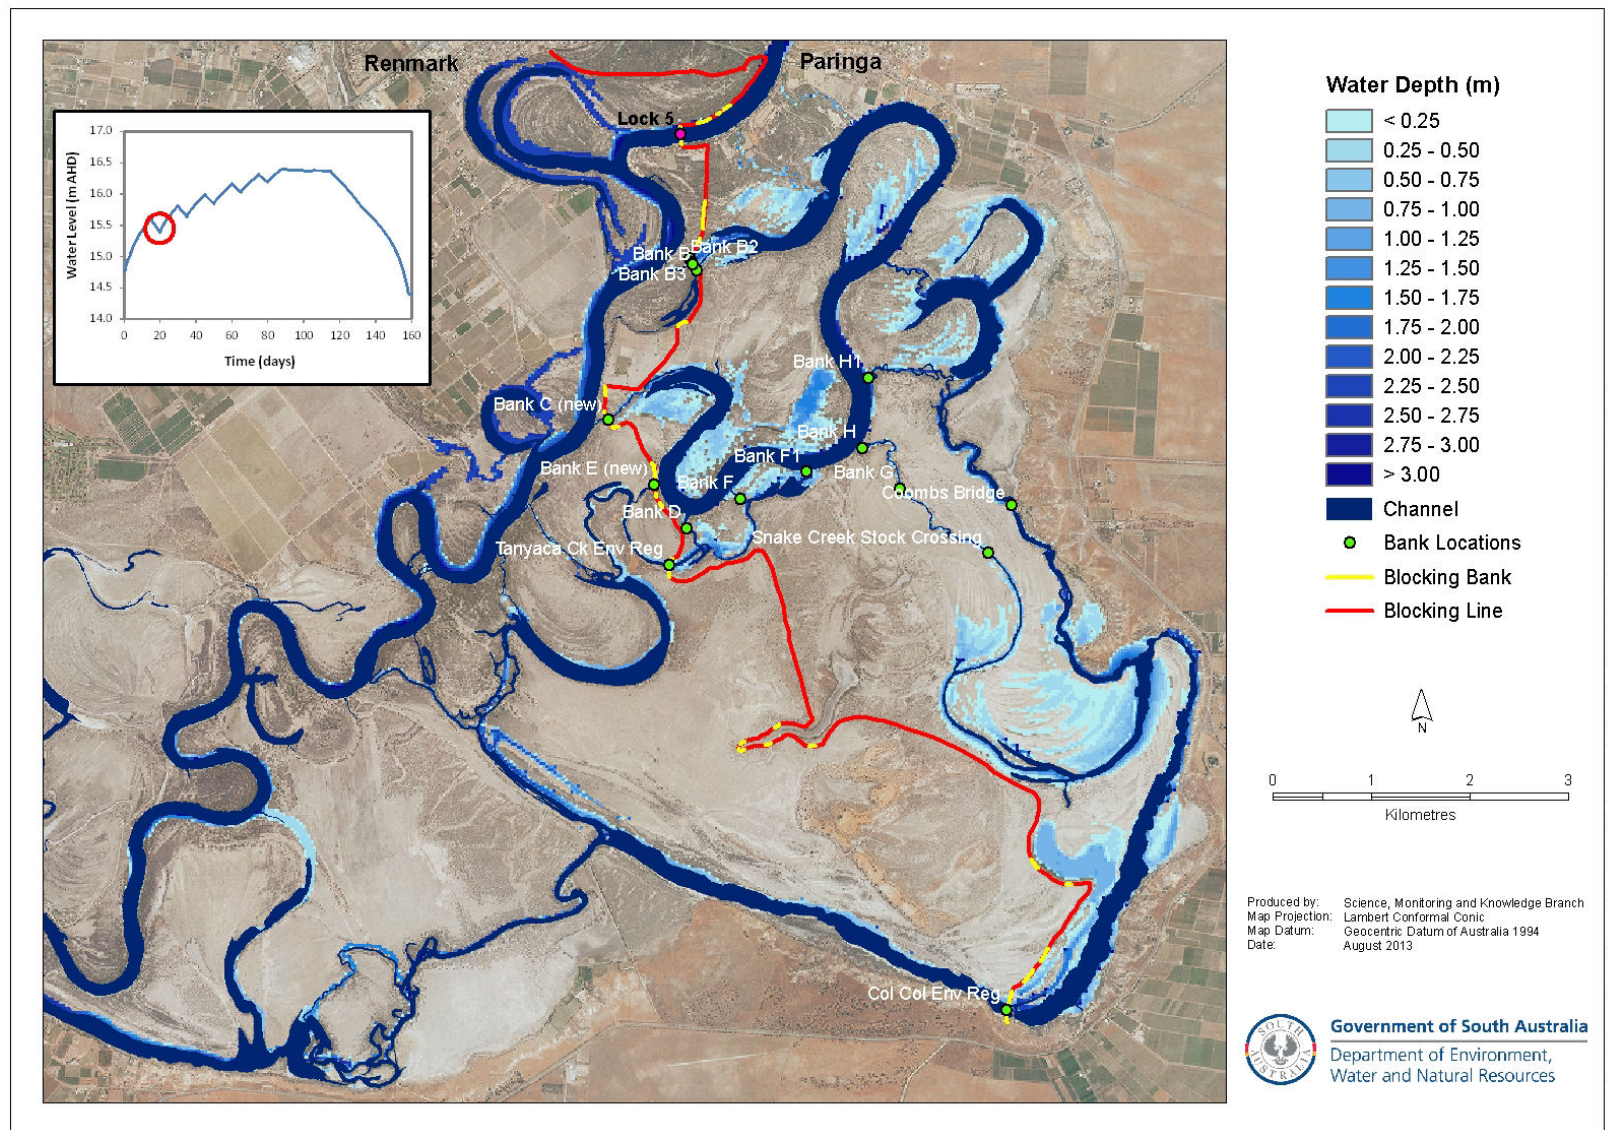 Renmark
Paringa
Lock 5
17.0
16.5
16.0
15.5
15.0
14.5
14.0
Water Level (m AHD)
0 20 40 60 80 100 120 140 160
Time (days)
Bank B
Bank B2
Bank B3
Bank H1
Bank C (new)
Bank H
Bank F1
Bank G
Bank E (new)
Bank F
Coombs Bridge
Bank D
Snake Creek Stock Crossing
Tanyaca Ck Env Reg
Col Col Env Reg
Water Depth (m)
< 0.25
0.25 - 0.50
0.50 - 0.75
0.75 - 1.00
1.00 - 1.25
1.25 - 1.50
1.50 - 1.75
1.75 - 2.00
2.00 - 2.25
2.25 - 2.50
2.50 - 2.75
2.75 - 3.00
> 3.00
Channel
Bank Locations
Blocking Bank
Blocking Line
N
0 1 2 3
Kilometres
Produced by: Science, Monitoring and Knowledge Branch
Map Projection: Lambert Conformal Conic
Map Datum: Geocentric Datum of Australia 1994
Date: August 2013
SOUTH AUSTRALIA
Government of South Australia
Department of Environment,
Water and Natural Resources